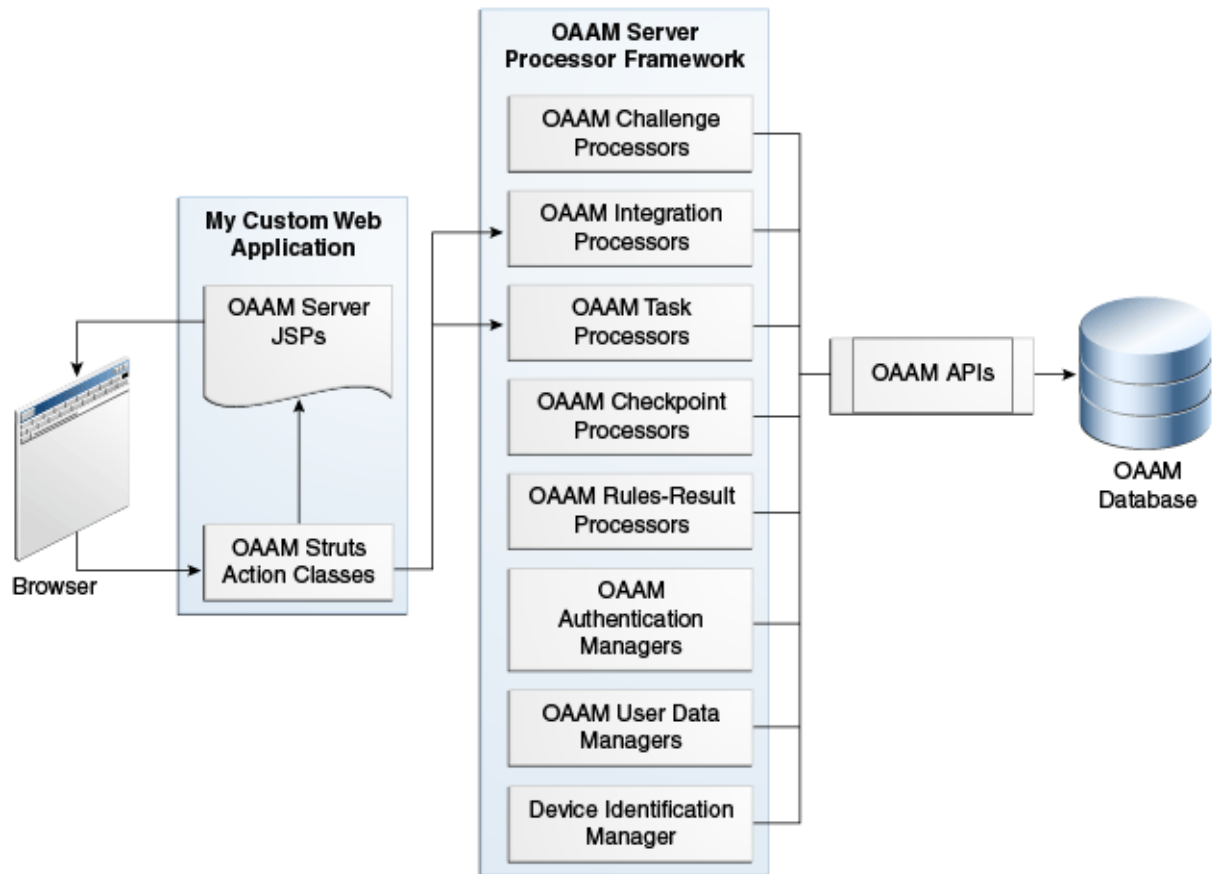 OAAM Server
Processor Framework
OAAM Challenge
Processors
OAAM Integration
Processors
OAAM Task
Processors
OAAM Checkpoint
Processors
OAAM Rules-Result
Processors
OAAM
Authentication
Managers
OAAM User Data
Managers
Device Identification
Manager
My Custom Web
Application
OAAM Server
JSPs
OAAM Struts
Action Classes
Browser
OAAM APIs
OAAM
Database